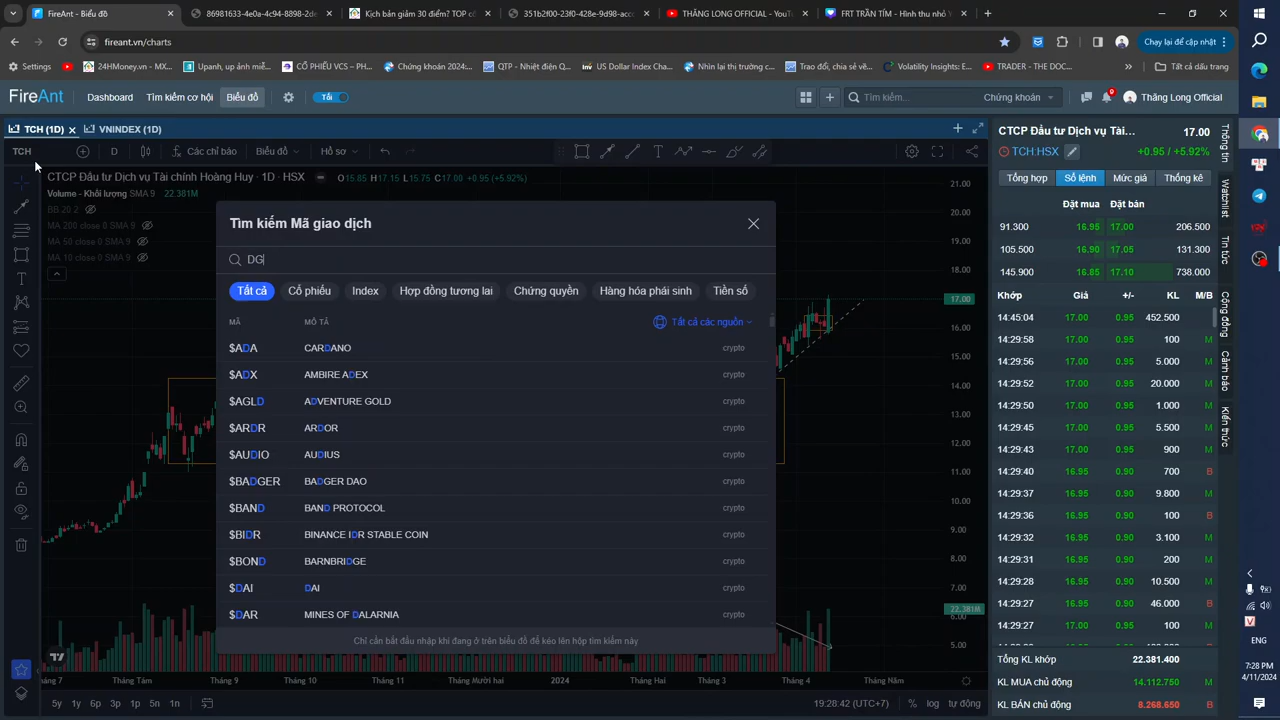 FireAnt - Biểu đồ
86981633-4e0a-4c94-8898-2de
Kịch bản giảm 30 điểm? TOP c
351b2f00-23f0-428e-9d98-acc
THĂNG LONG OFFICIAL - YouT
FRT TRẦN TÍM - Hình thu nhỏ Y
fireant.vn/charts
Chạy lại để cập nhật
Settings
24HMoney.vn - MX...
Upanh, up ảnh miễ...
CỔ PHIẾU VCS – PH...
Chứng khoán 2024:...
QTP - Nhiệt điện Q...
US Dollar Index Cha...
Nhìn lại thị trường c...
Trao đổi, chia sẻ về...
Volatility Insights: E...
TRADER - THE DOC...
Tất cả dấu trang
FireAnt
Dashboard
Tìm kiếm cơ hội
Biểu đồ
Tối
Tìm kiếm...
Chứng khoán
9
Thăng Long Official
TCH (1D)
VNINDEX (1D)
TCH
D
Các chỉ báo
Biểu đồ
Hồ sơ
CTCP Đầu tư Dịch vụ Tài chính Hoàng Huy · 1D · HSX
O15.85 H17.15 L15.75 C17.00 +0.95 (+5.92%)
Volume - Khối lượng SMA 9 22.381M
BB 20 2
MA 200 close 0 SMA 9
MA 50 close 0 SMA 9
MA 10 close 0 SMA 9
Tìm kiếm Mã giao dịch
DG
Tất cả
Cổ phiếu
Index
Hợp đồng tương lai
Chứng quyền
Hàng hóa phái sinh
Tiền số
MÃ
MÔ TẢ
Tất cả các nguồn
$ADA CARDANO crypto
$ADX AMBIRE ADEX crypto
$AGLD ADVENTURE GOLD crypto
$ARDR ARDOR crypto
$AUDIO AUDIUS crypto
$BADGER BADGER DAO crypto
$BAND BAND PROTOCOL crypto
$BIDR BINANCE IDR STABLE COIN crypto
$BOND BARNBRIDGE crypto
$DAI DAI crypto
$DAR MINES OF DALARNIA crypto
Chỉ cần bắt đầu nhập khi đang ở trên biểu đồ để kéo lên hộp tìm kiếm này
21.00
20.00
19.00
18.00
17.00
16.00
15.00
14.00
13.00
12.00
11.00
10.00
9.00
8.00
7.00
22.381M
6.00
5.00
háng 7
Tháng Tám
Tháng 9
Tháng 10
Tháng 11
Tháng Mười hai
2024
Tháng Hai
Tháng 3
Tháng 4
Tháng Năm
5y 1y 6p 3p 1p 5n 1n
19:28:42 (UTC+7)
% log tự động
CTCP Đầu tư Dịch vụ Tài... 17.00
TCH:HSX +0.95 / +5.92%
Tổng hợp
Sổ lệnh
Mức giá
Thống kê
Đặt mua Đặt bán
91.300 16.95 17.00 206.500
105.500 16.90 17.05 131.300
145.900 16.85 17.10 738.000
Khớp Giá +/- KL M/B
14:45:04 17.00 0.95 452.500
14:29:58 17.00 0.95 100 M
14:29:56 17.00 0.95 5.000 M
14:29:52 17.00 0.95 20.000 M
14:29:50 17.00 0.95 1.000 M
14:29:45 17.00 0.95 5.500 M
14:29:43 17.00 0.95 900 M
14:29:40 16.95 0.90 700 B
14:29:37 16.95 0.90 9.800 M
14:29:36 16.95 0.90 100 B
14:29:32 16.95 0.90 3.100 M
14:29:31 16.95 0.90 200 M
14:29:28 16.95 0.90 10.500 M
14:29:27 16.95 0.90 46.000 B
14:29:27 17.00 0.95 100 M
Tổng KL khớp 22.381.400
KL MUA chủ động 14.112.750 M
KL BÁN chủ động 8.268.650 B
Thông tin
Watchlist
Tin tức
Cộng đồng
Cảnh báo
Kiến thức
ENG
7:28 PM
4/11/2024